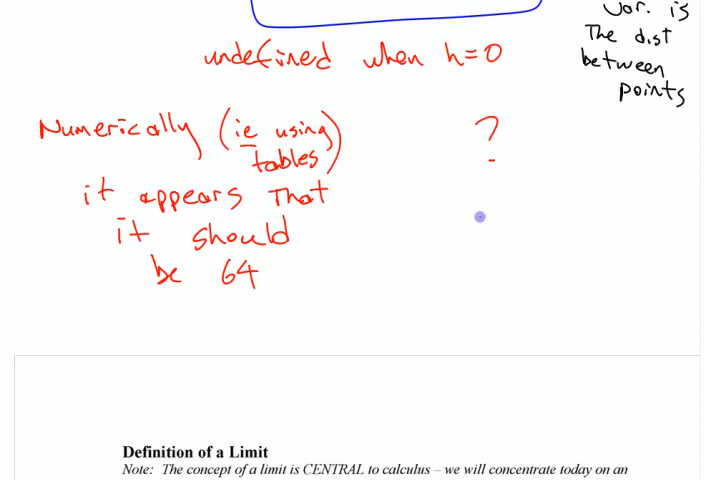 var. is
The dist
between
points
undefined when h=0
Numerically (ie using
tables)
?
it appears that
it should
be 64
Definition of a Limit
Note: The concept of a limit is CENTRAL to calculus – we will concentrate today on an